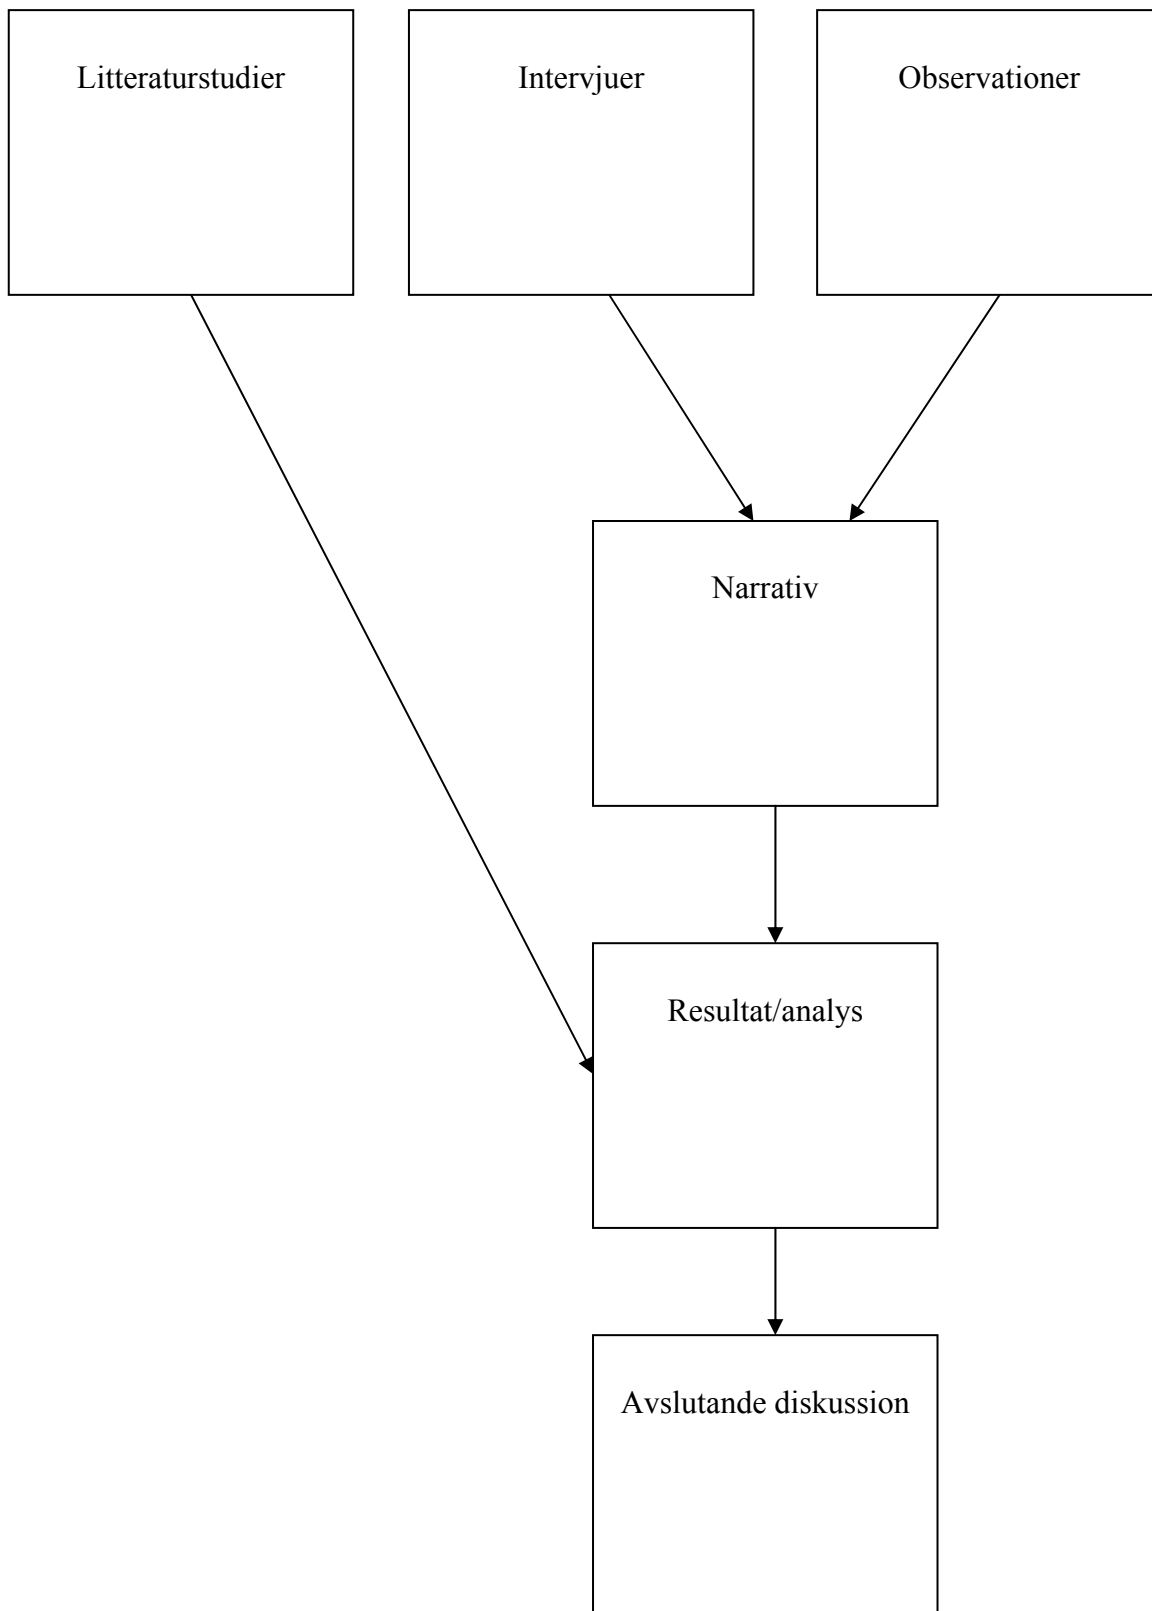 Litteraturstudier
Intervjuer
Observationer
Narrativ
Resultat/analys
Avslutande diskussion